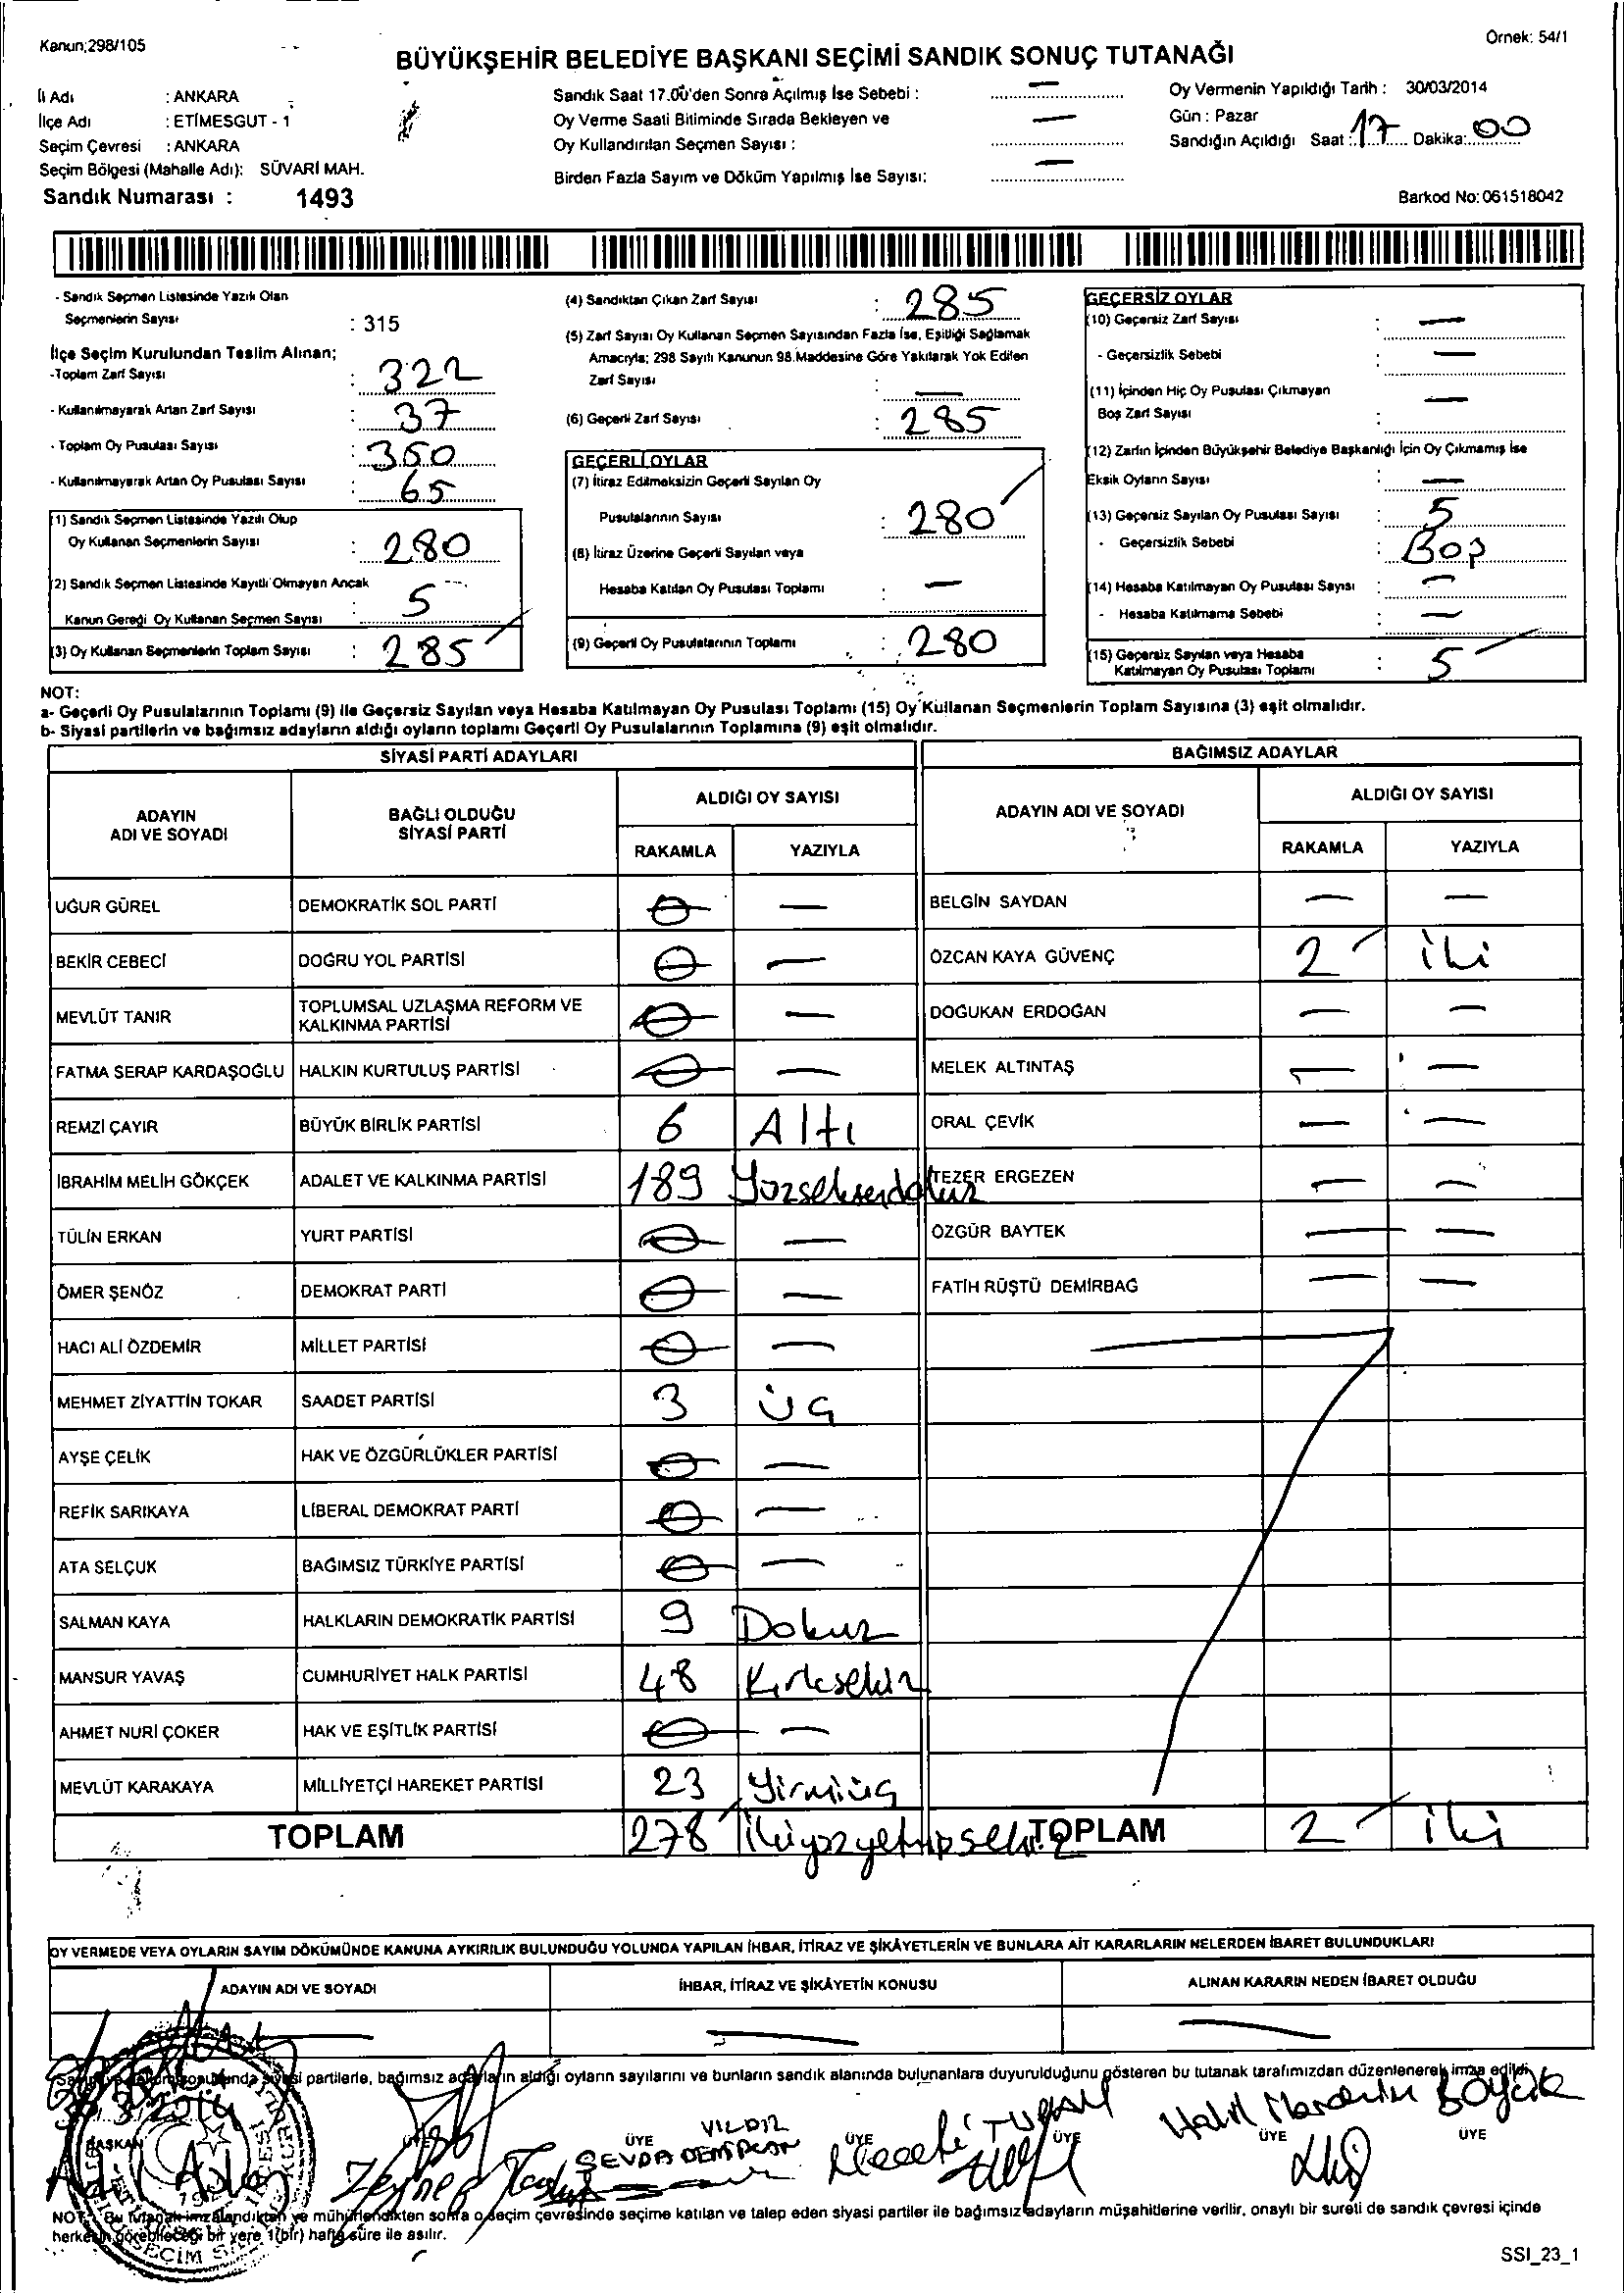 Kanun;298/105
Örnek: 54/1
BÜYÜKŞEHİR BELEDİYE BAŞKANI SEÇİMİ SANDIK SONUÇ TUTANAĞI
İl Adı : ANKARA
İlçe Adı : ETİMESGUT - 1
Seçim Çevresi : ANKARA
Seçim Bölgesi (Mahalle Adı): SÜVARİ MAH.
Sandık Numarası : 1493
Sandık Saat 17.00'den Sonra Açılmış İse Sebebi : —
Oy Verme Saati Bitiminde Sırada Bekleyen ve
Oy Kullandırılan Seçmen Sayısı : —
Birden Fazla Sayım ve Döküm Yapılmış İse Sayısı: —
Oy Vermenin Yapıldığı Tarih : 30/03/2014
Gün : Pazar
Sandığın Açıldığı Saat : 17 Dakika: 00
Barkod No: 061518042
- Sandık Seçmen Listesinde Yazılı Olan
Seçmenlerin Sayısı : 315
İlçe Seçim Kurulundan Teslim Alınan;
-Toplam Zarf Sayısı : 322
- Kullanılmayarak Artan Zarf Sayısı : 37
- Toplam Oy Pusulası Sayısı : 350
- Kullanılmayarak Artan Oy Pusulası Sayısı : 65
(1) Sandık Seçmen Listesinde Yazılı Olup
Oy Kullanan Seçmenlerin Sayısı : 280
(2) Sandık Seçmen Listesinde Kayıtlı Olmayan Ancak
Kanun Gereği Oy Kullanan Seçmen Sayısı : 5
(3) Oy Kullanan Seçmenlerin Toplam Sayısı : 285
(4) Sandıktan Çıkan Zarf Sayısı : 285
(5) Zarf Sayısı Oy Kullanan Seçmen Sayısından Fazla İse, Eşitliği Sağlamak
Amacıyla; 298 Sayılı Kanunun 98.Maddesine Göre Yakılarak Yok Edilen
Zarf Sayısı : —
(6) Geçerli Zarf Sayısı : 285
GEÇERLİ OYLAR
(7) İtiraz Edilmeksizin Geçerli Sayılan Oy
Pusulalarının Sayısı : 280
(8) İtiraz Üzerine Geçerli Sayılan veya
Hesaba Katılan Oy Pusulası Toplamı : —
(9) Geçerli Oy Pusulalarının Toplamı : 280
GEÇERSİZ OYLAR
(10) Geçersiz Zarf Sayısı : —
- Geçersizlik Sebebi : —
(11) İçinden Hiç Oy Pusulası Çıkmayan
Boş Zarf Sayısı : —
(12) Zarfın İçinden Büyükşehir Belediye Başkanlığı İçin Oy Çıkmamış İse
Eksik Oyların Sayısı : —
(13) Geçersiz Sayılan Oy Pusulası Sayısı : 5
- Geçersizlik Sebebi : Boş
(14) Hesaba Katılmayan Oy Pusulası Sayısı : —
- Hesaba Katılmama Sebebi : —
(15) Geçersiz Sayılan veya Hesaba
Katılmayan Oy Pusulası Toplamı : 5
NOT:
a- Geçerli Oy Pusulalarının Toplamı (9) ile Geçersiz Sayılan veya Hesaba Katılmayan Oy Pusulası Toplamı (15) Oy Kullanan Seçmenlerin Toplam Sayısına (3) eşit olmalıdır.
b- Siyasi partilerin ve bağımsız adayların aldığı oyların toplamı Geçerli Oy Pusulalarının Toplamına (9) eşit olmalıdır.
SİYASİ PARTİ ADAYLARI
ADAYIN ADI VE SOYADI
BAĞLI OLDUĞU SİYASİ PARTİ
ALDIĞI OY SAYISI
RAKAMLA YAZIYLA
UĞUR GÜREL DEMOKRATİK SOL PARTİ 0 —
BEKİR CEBECİ DOĞRU YOL PARTİSİ 0 —
MEVLÜT TANIR TOPLUMSAL UZLAŞMA REFORM VE KALKINMA PARTİSİ 0 —
FATMA SERAP KARDAŞOĞLU HALKIN KURTULUŞ PARTİSİ 0 —
REMZİ ÇAYIR BÜYÜK BİRLİK PARTİSİ 6 Altı
İBRAHİM MELİH GÖKÇEK ADALET VE KALKINMA PARTİSİ 189 Yüzseksendokuz
TÜLİN ERKAN YURT PARTİSİ 0 —
ÖMER ŞENÖZ DEMOKRAT PARTİ 0 —
HACI ALİ ÖZDEMİR MİLLET PARTİSİ 0 —
MEHMET ZİYATTİN TOKAR SAADET PARTİSİ 3 üç
AYŞE ÇELİK HAK VE ÖZGÜRLÜKLER PARTİSİ 0 —
REFİK SARIKAYA LİBERAL DEMOKRAT PARTİ 0 —
ATA SELÇUK BAĞIMSIZ TÜRKİYE PARTİSİ 0 —
SALMAN KAYA HALKLARIN DEMOKRATİK PARTİSİ 9 Dokuz
MANSUR YAVAŞ CUMHURİYET HALK PARTİSİ 48 Kırksekiz
AHMET NURİ ÇOKER HAK VE EŞİTLİK PARTİSİ 0 —
MEVLÜT KARAKAYA MİLLİYETÇİ HAREKET PARTİSİ 23 Yirmiüç
TOPLAM 278 ikiyüzyetmişsekiz
BAĞIMSIZ ADAYLAR
ADAYIN ADI VE SOYADI
ALDIĞI OY SAYISI
RAKAMLA YAZIYLA
BELGİN SAYDAN — —
ÖZCAN KAYA GÜVENÇ 2 iki
DOĞUKAN ERDOĞAN — —
MELEK ALTINTAŞ — —
ORAL ÇEVİK — —
TEZER ERGEZEN — —
ÖZGÜR BAYTEK — —
FATİH RÜŞTÜ DEMİRBAĞ — —
TOPLAM 2 iki
OY VERMEDE VEYA OYLARIN SAYIM DÖKÜMÜNDE KANUNA AYKIRILIK BULUNDUĞU YOLUNDA YAPILAN İHBAR, İTİRAZ VE ŞİKÂYETLERİN VE BUNLARA AİT KARARLARIN NELERDEN İBARET BULUNDUKLARI
ADAYIN ADI VE SOYADI
İHBAR, İTİRAZ VE ŞİKÂYETİN KONUSU
ALINAN KARARIN NEDEN İBARET OLDUĞU
— — —
siyasi partilerle, bağımsız adayların aldığı oyların sayılarını ve bunların sandık alanında bulunanlara duyurulduğunu gösteren bu tutanak tarafımızdan düzenlenerek imza edildi.
BAŞKAN ÜYE ÜYE ÜYE ÜYE ÜYE ÜYE
Zeynep
YILDIZ
SEVDA DEMİRCAN
Halil
NOT: Bu tutanak imzalandıktan ve mühürlendikten sonra o seçim çevresinde seçime katılan ve talep eden siyasi partiler ile bağımsız adayların müşahitlerine verilir, onaylı bir sureti de sandık çevresi içinde
herkesin görebileceği bir yere 1(bir) hafta süre ile asılır.
SSI_23_1